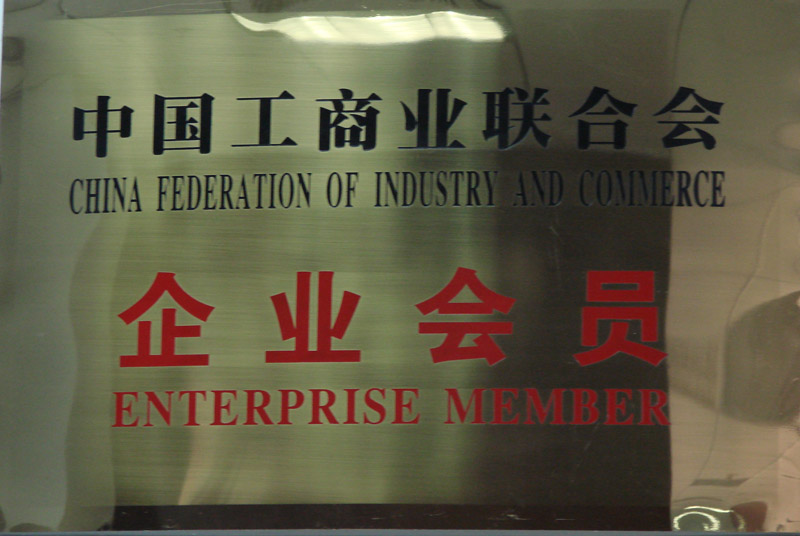 中国工商业联合会
CHINA FEDERATION OF INDUSTRY AND COMMERCE
企业会员
ENTERPRISE MEMBER